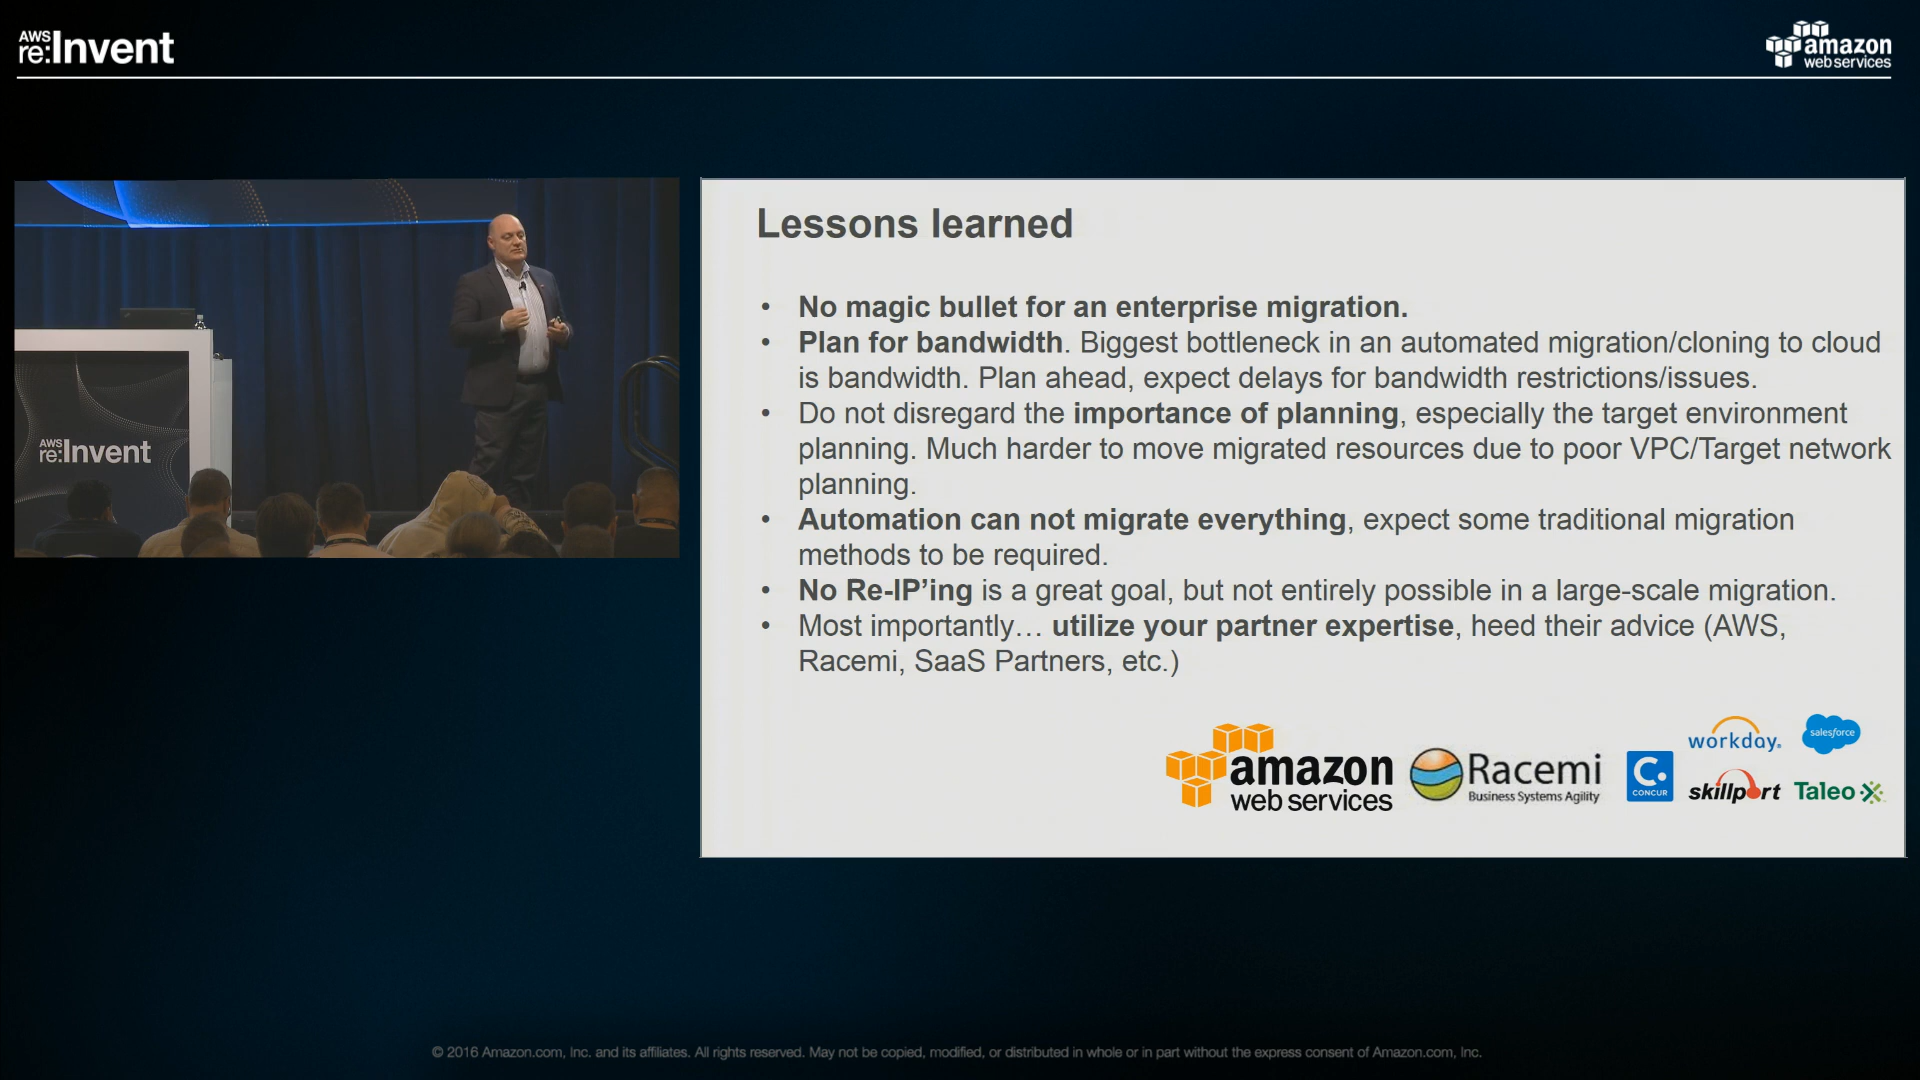 AWS
re:Invent
amazon
web services
AWS
re:Invent
Lessons learned
• No magic bullet for an enterprise migration.
• Plan for bandwidth. Biggest bottleneck in an automated migration/cloning to cloud
is bandwidth. Plan ahead, expect delays for bandwidth restrictions/issues.
• Do not disregard the importance of planning, especially the target environment
planning. Much harder to move migrated resources due to poor VPC/Target network
planning.
• Automation can not migrate everything, expect some traditional migration
methods to be required.
• No Re-IP’ing is a great goal, but not entirely possible in a large-scale migration.
• Most importantly… utilize your partner expertise, heed their advice (AWS,
Racemi, SaaS Partners, etc.)
amazon
web services
Racemi
Business Systems Agility
C.
CONCUR
workday.
salesforce
skillport
Taleo
© 2016 Amazon.com, Inc. and its affiliates. All rights reserved. May not be copied, modified, or distributed in whole or in part without the express consent of Amazon.com, Inc.